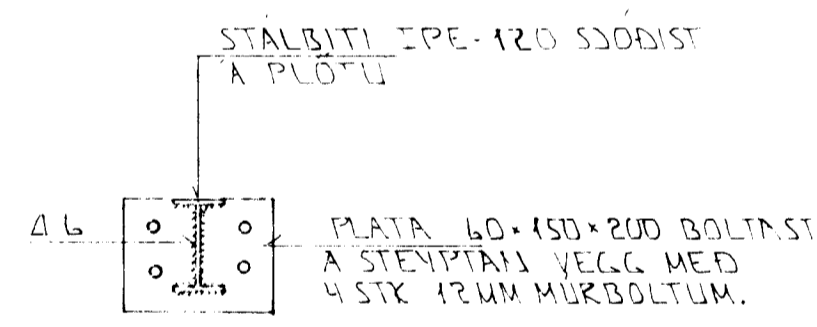 STÁLBITI IPE-120 SJÓÐIST
Á PLÖTU
Δ 6
PLATA 60×150×200 BOLTAST
A STEYPTAN VEGG MEÐ
4 STK 12MM MÚRBOLTUM.